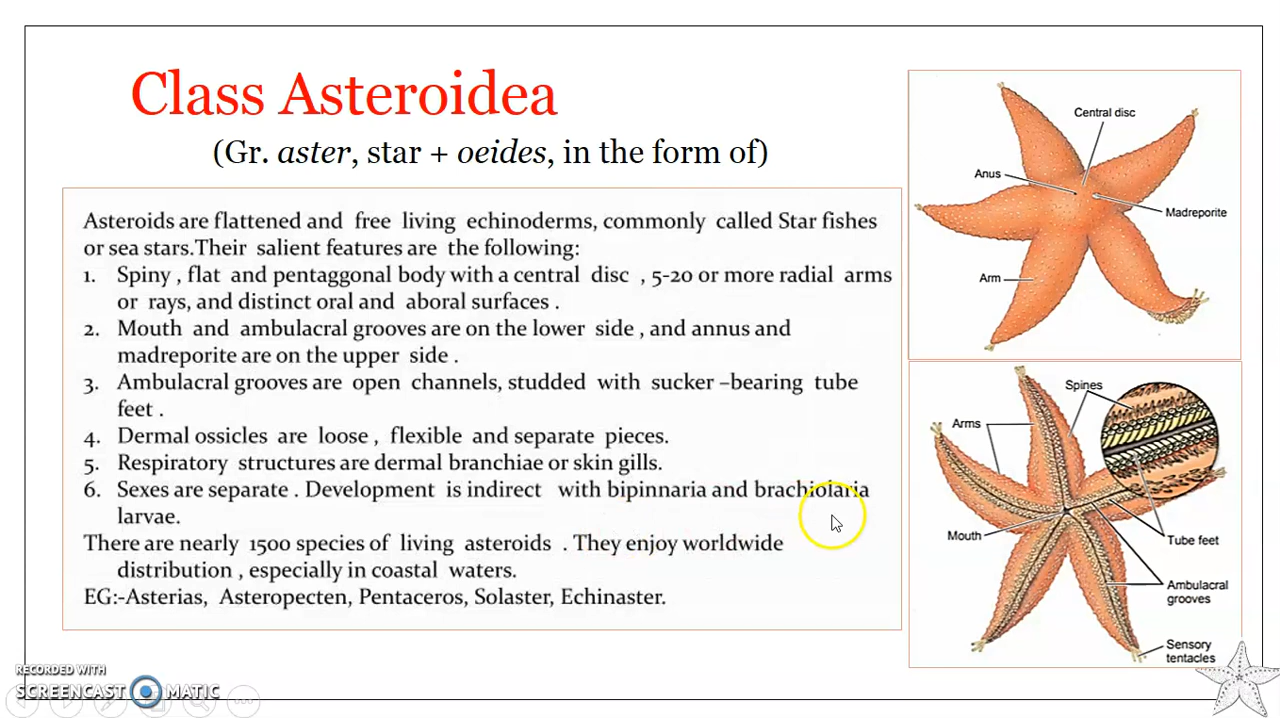 Class Asteroidea
(Gr. aster, star + oeides, in the form of)
Asteroids are flattened and free living echinoderms, commonly called Star fishes
or sea stars.Their salient features are the following:
1. Spiny , flat and pentaggonal body with a central disc , 5-20 or more radial arms
or rays, and distinct oral and aboral surfaces .
2. Mouth and ambulacral grooves are on the lower side , and annus and
madreporite are on the upper side .
3. Ambulacral grooves are open channels, studded with sucker –bearing tube
feet .
4. Dermal ossicles are loose , flexible and separate pieces.
5. Respiratory structures are dermal branchiae or skin gills.
6. Sexes are separate . Development is indirect with bipinnaria and brachiolaria
larvae.
There are nearly 1500 species of living asteroids . They enjoy worldwide
distribution , especially in coastal waters.
EG:-Asterias, Asteropecten, Pentaceros, Solaster, Echinaster.
Central disc
Anus
Madreporite
Arm
Spines
Arms
Mouth
Tube feet
Ambulacral
grooves
Sensory
tentacles
RECORDED WITH
SCREENCAST MATIC